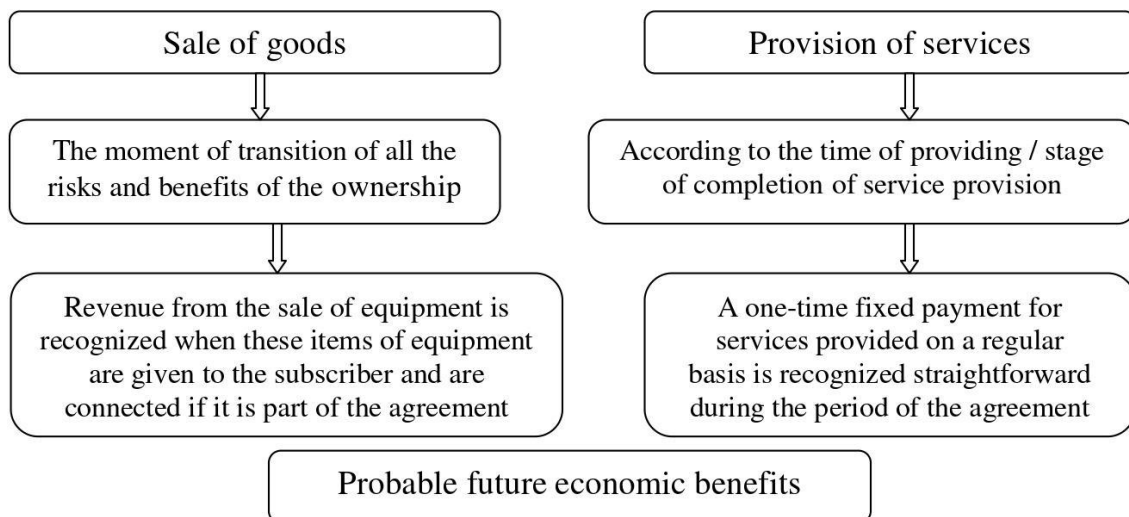 Sale of goods
The moment of transition of all the
risks and benefits of the ownership
Revenue from the sale of equipment is
recognized when these items of equipment
are given to the subscriber and are
connected if it is part of the agreement
Provision of services
According to the time of providing / stage
of completion of service provision
A one-time fixed payment for
services provided on a regular
basis is recognized straightforward
during the period of the agreement
Probable future economic benefits